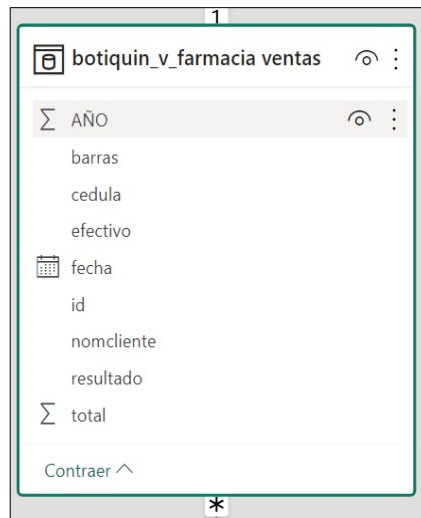 1
botiquin_v_farmacia ventas
∑ AÑO
barras
cedula
efectivo
fecha
id
nomcliente
resultado
∑ total
Contraer
*